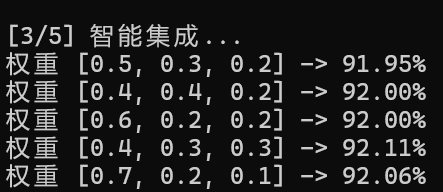 [3/5] 智能集成...
权重 [0.5, 0.3, 0.2] -> 91.95%
权重 [0.4, 0.4, 0.2] -> 92.00%
权重 [0.6, 0.2, 0.2] -> 92.00%
权重 [0.4, 0.3, 0.3] -> 92.11%
权重 [0.7, 0.2, 0.1] -> 92.06%